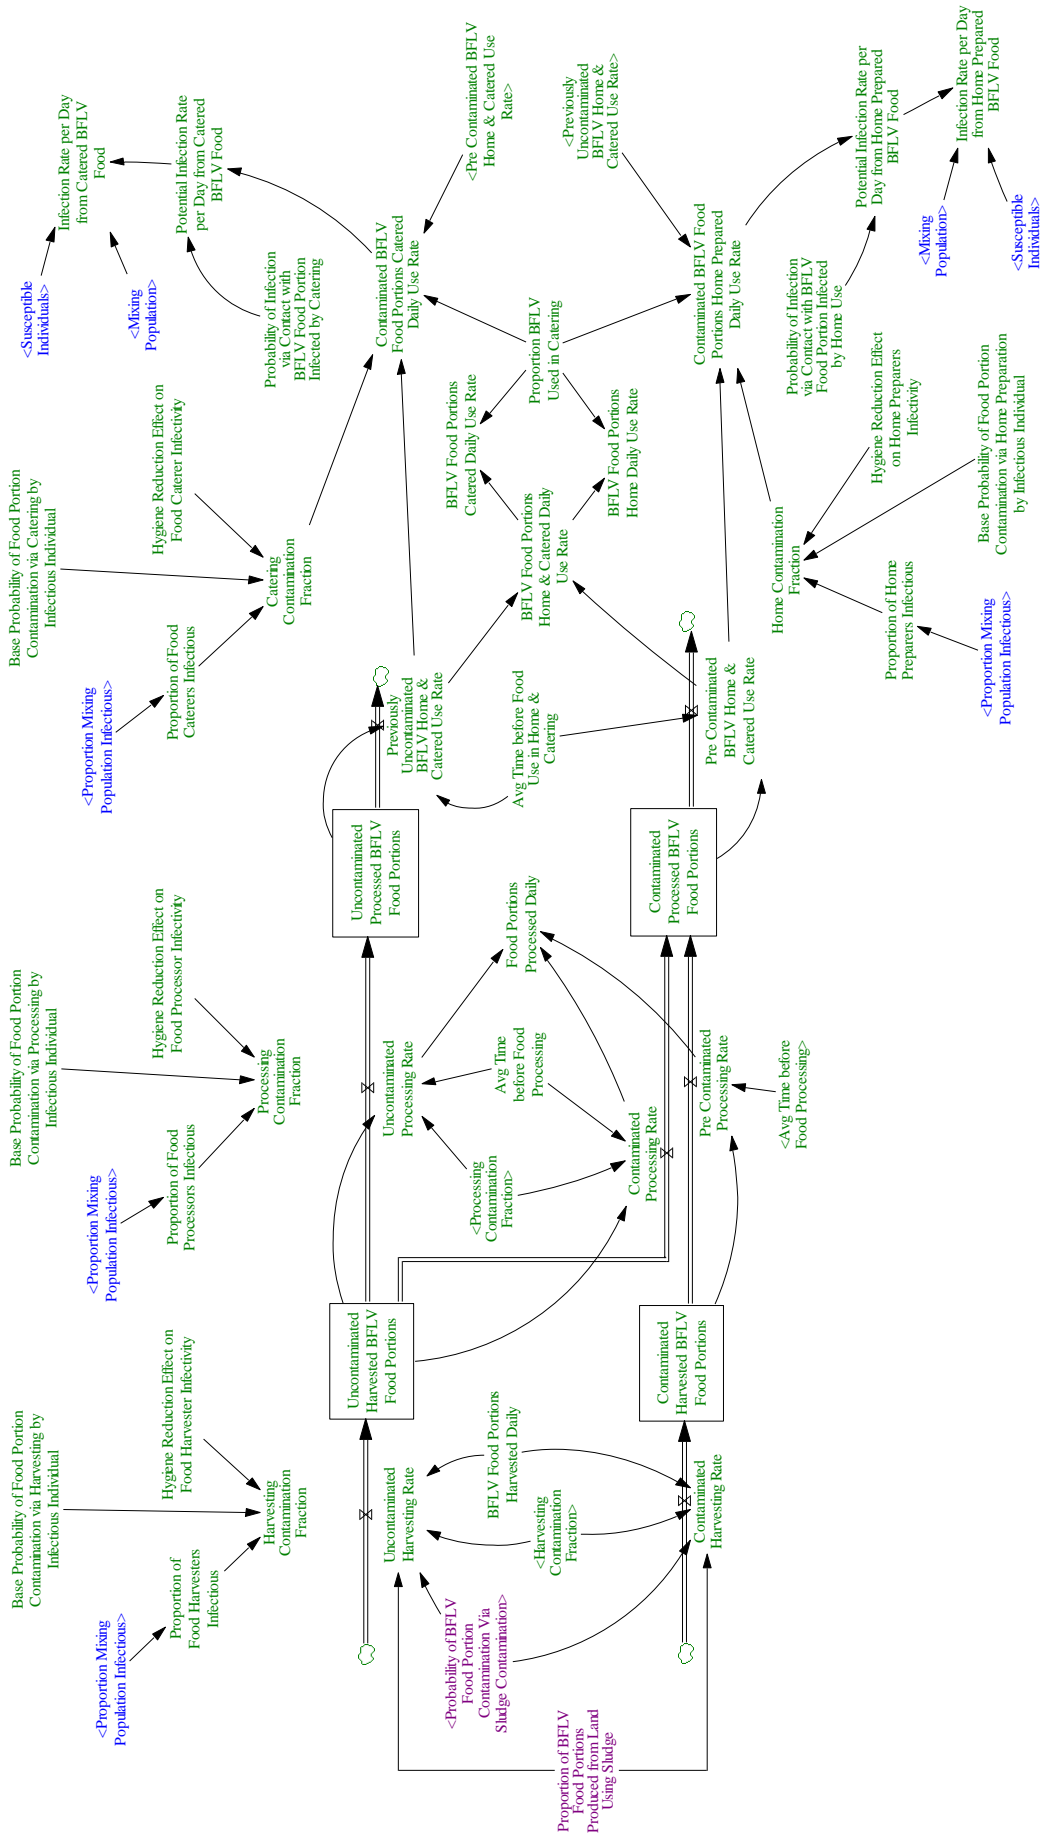 Base Probability of Food Portion
Contamination via Harvesting by
Infectious Individual
<Proportion Mixing
Population Infectious>
Proportion of
Food Harvesters
Infectious
Hygiene Reduction Effect on
Food Harvester Infectivity
Harvesting
Contamination
Fraction
Base Probability of Food Portion
Contamination via Processing by
Infectious Individual
<Proportion Mixing
Population Infectious>
Proportion of Food
Processors Infectious
Hygiene Reduction Effect on
Food Processor Infectivity
Processing
Contamination
Fraction
Base Probability of Food Portion
Contamination via Catering by
Infectious Individual
<Proportion Mixing
Population Infectious>
Proportion of Food
Caterers Infectious
Hygiene Reduction Effect on
Food Caterer Infectivity
Catering
Contamination
Fraction
<Susceptible
Individuals>
<Mixing
Population>
Infection Rate per Day
from Catered BFLV
Food
Potential Infection Rate
per Day from Catered
BFLV Food
Probability of Infection
via Contact with
BFLV Food Portion
Infected by Catering
Uncontaminated
Harvested BFLV
Food Portions
Uncontaminated
Harvesting Rate
BFLV Food Portions
Harvested Daily
<Harvesting
Contamination
Fraction>
<Probability of BFLV
Food Portion
Contamination Via
Sludge Contamination>
Proportion of BFLV
Food Portions
Produced from Land
Using Sludge
Contaminated
Harvested BFLV
Food Portions
Contaminated
Harvesting Rate
Uncontaminated
Processing Rate
Avg Time
before Food
Processing
<Processing
Contamination
Fraction>
Food Portions
Processed Daily
Contaminated
Processing Rate
Pre Contaminated
Processing Rate
<Avg Time before
Food Processing>
Uncontaminated
Processed BFLV
Food Portions
Contaminated
Processed BFLV
Food Portions
Previously
Uncontaminated
BFLV Home &
Catered Use Rate
Avg Time before Food
Use in Home &
Catering
Pre Contaminated
BFLV Home &
Catered Use Rate
BFLV Food Portions
Home & Catered Daily
Use Rate
BFLV Food Portions
Catered Daily Use Rate
BFLV Food Portions
Home Daily Use Rate
Proportion BFLV
Used in Catering
Contaminated BFLV
Food Portions Catered
Daily Use Rate
<Pre Contaminated BFLV
Home & Catered Use
Rate>
<Previously
Uncontaminated
BFLV Home &
Catered Use Rate>
Contaminated BFLV Food
Portions Home Prepared
Daily Use Rate
Home Contamination
Fraction
Proportion of Home
Preparers Infectious
<Proportion Mixing
Population Infectious>
Hygiene Reduction Effect
on Home Preparers
Infectivity
Base Probability of Food Portion
Contamination via Home Preparation
by Infectious Individual
Probability of Infection
via Contact with BFLV
Food Portion Infected
by Home Use
Potential Infection Rate per
Day from Home Prepared
BFLV Food
<Mixing
Population>
<Susceptible
Individuals>
Infection Rate per Day
from Home Prepared
BFLV Food